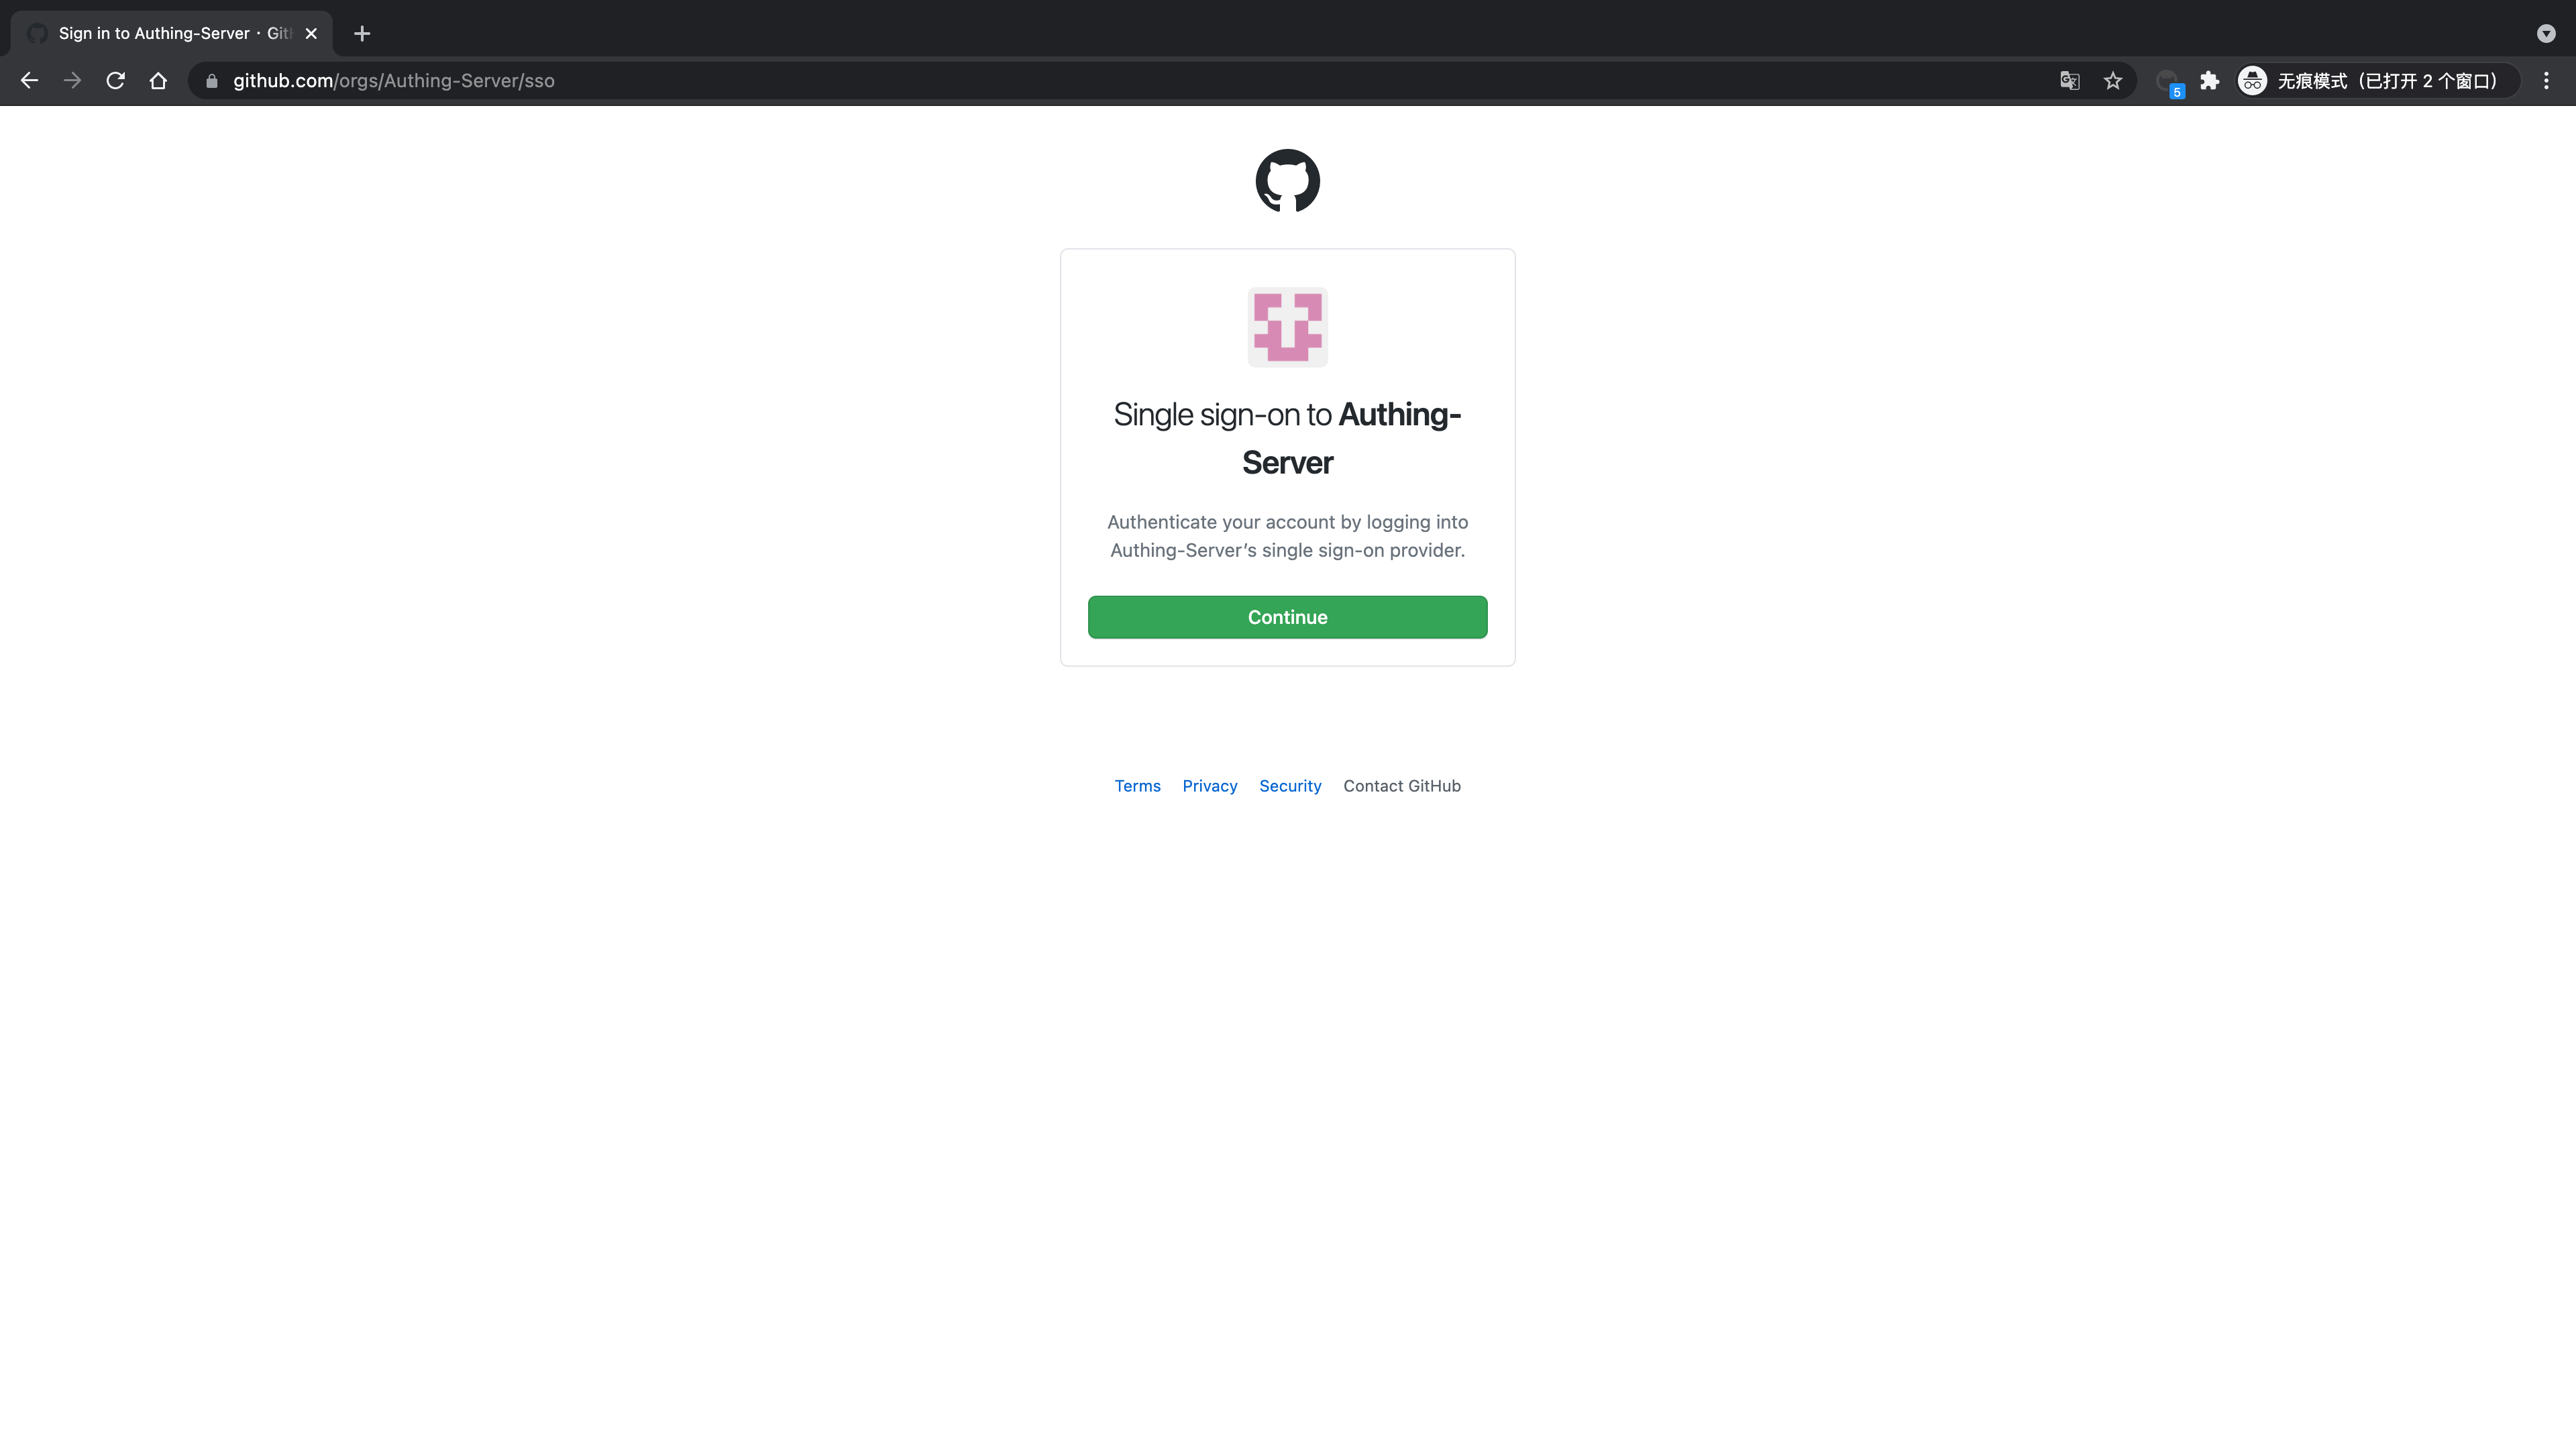 Sign in to Authing-Server · Git
github.com/orgs/Authing-Server/sso
5
无痕模式（已打开 2 个窗口）
Single sign-on to Authing-
Server
Authenticate your account by logging into
Authing-Server’s single sign-on provider.
Continue
Terms Privacy Security Contact GitHub